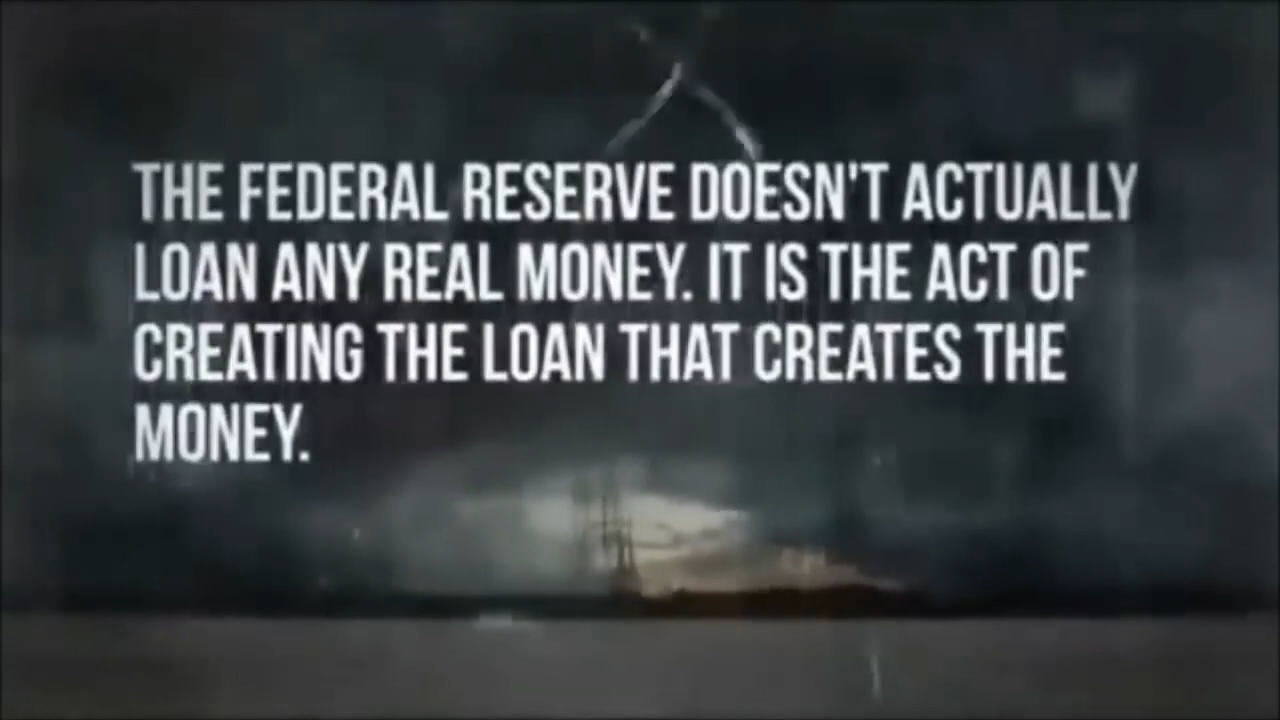 THE FEDERAL RESERVE DOESN'T ACTUALLY
LOAN ANY REAL MONEY. IT IS THE ACT OF
CREATING THE LOAN THAT CREATES THE
MONEY.